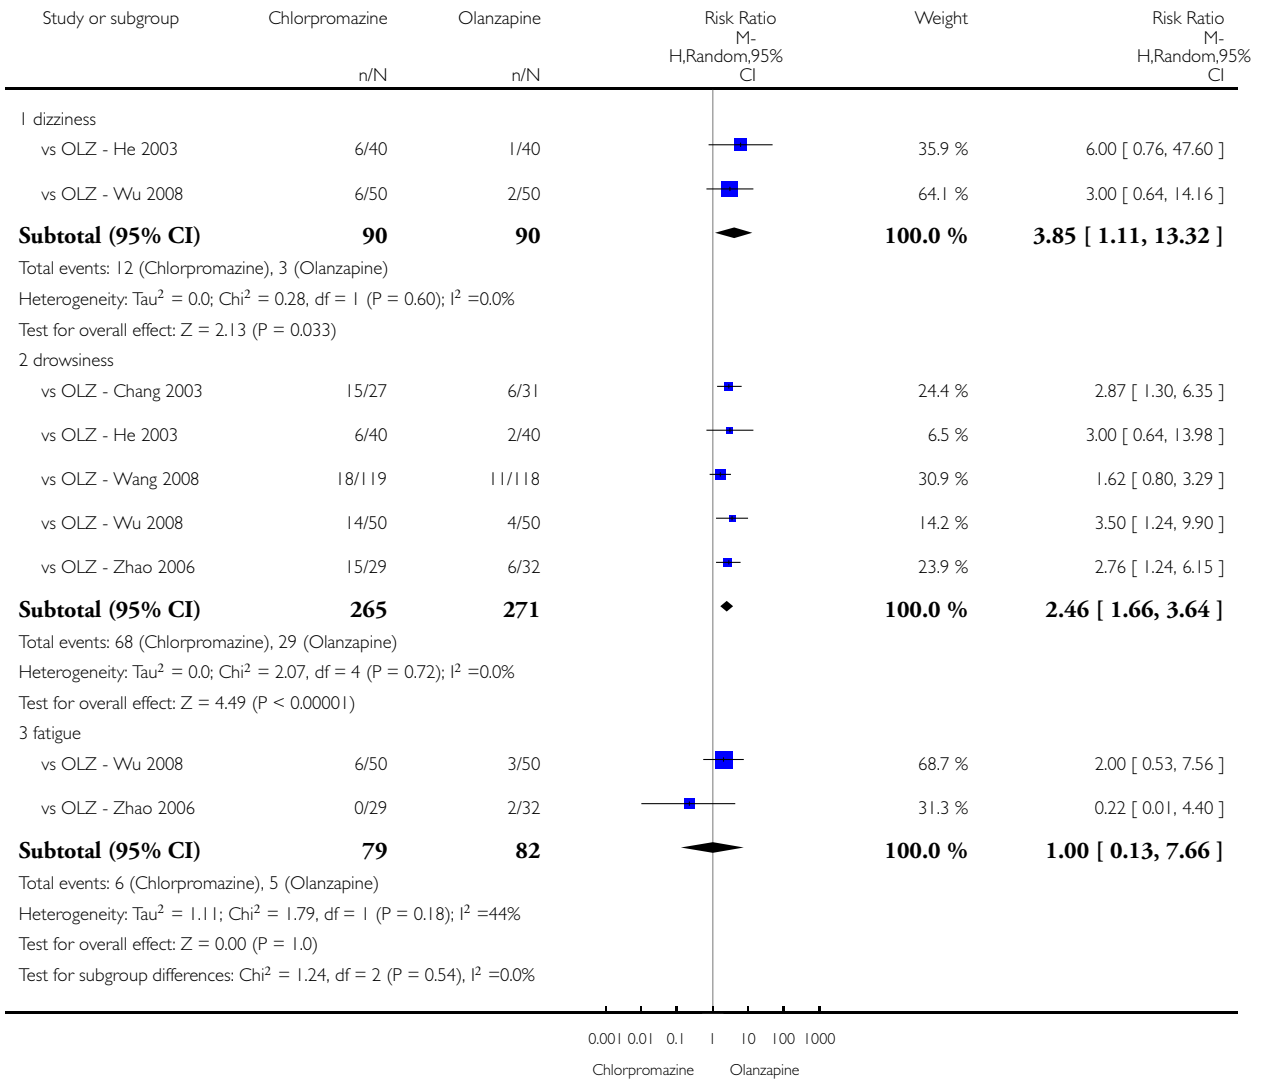 Study or subgroup Chlorpromazine Olanzapine Risk Ratio Weight Risk Ratio
M- M-
H,Random,95% H,Random,95%
n/N n/N CI CI
1 dizziness
vs OLZ - He 2003 6/40 1/40 35.9 % 6.00 [ 0.76, 47.60 ]
vs OLZ - Wu 2008 6/50 2/50 64.1 % 3.00 [ 0.64, 14.16 ]
Subtotal (95% CI) 90 90 100.0 % 3.85 [ 1.11, 13.32 ]
Total events: 12 (Chlorpromazine), 3 (Olanzapine)
Heterogeneity: Tau² = 0.0; Chi² = 0.28, df = 1 (P = 0.60); I² =0.0%
Test for overall effect: Z = 2.13 (P = 0.033)
2 drowsiness
vs OLZ - Chang 2003 15/27 6/31 24.4 % 2.87 [ 1.30, 6.35 ]
vs OLZ - He 2003 6/40 2/40 6.5 % 3.00 [ 0.64, 13.98 ]
vs OLZ - Wang 2008 18/119 11/118 30.9 % 1.62 [ 0.80, 3.29 ]
vs OLZ - Wu 2008 14/50 4/50 14.2 % 3.50 [ 1.24, 9.90 ]
vs OLZ - Zhao 2006 15/29 6/32 23.9 % 2.76 [ 1.24, 6.15 ]
Subtotal (95% CI) 265 271 100.0 % 2.46 [ 1.66, 3.64 ]
Total events: 68 (Chlorpromazine), 29 (Olanzapine)
Heterogeneity: Tau² = 0.0; Chi² = 2.07, df = 4 (P = 0.72); I² =0.0%
Test for overall effect: Z = 4.49 (P < 0.00001)
3 fatigue
vs OLZ - Wu 2008 6/50 3/50 68.7 % 2.00 [ 0.53, 7.56 ]
vs OLZ - Zhao 2006 0/29 2/32 31.3 % 0.22 [ 0.01, 4.40 ]
Subtotal (95% CI) 79 82 100.0 % 1.00 [ 0.13, 7.66 ]
Total events: 6 (Chlorpromazine), 5 (Olanzapine)
Heterogeneity: Tau² = 1.11; Chi² = 1.79, df = 1 (P = 0.18); I² =44%
Test for overall effect: Z = 0.00 (P = 1.0)
Test for subgroup differences: Chi² = 1.24, df = 2 (P = 0.54), I² =0.0%
0.001 0.01 0.1 1 10 100 1000
Chlorpromazine Olanzapine